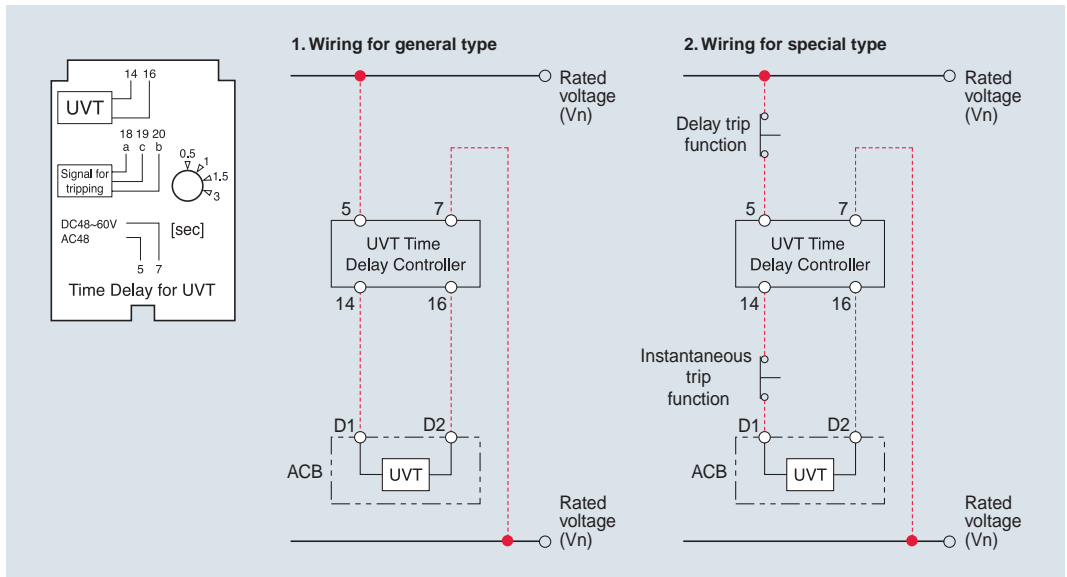 14 16
UVT
18 19 20
a c b
Signal for
tripping
0.5
1
1.5
3
DC48~60V
AC48
[sec]
5 7
Time Delay for UVT
1. Wiring for general type
Rated
voltage
(Vn)
5 7
UVT Time
Delay Controller
14 16
D1 D2
ACB
UVT
Rated
voltage
(Vn)
2. Wiring for special type
Rated
voltage
(Vn)
Delay trip
function
5 7
UVT Time
Delay Controller
14 16
Instantaneous
trip
function
D1 D2
ACB
UVT
Rated
voltage
(Vn)